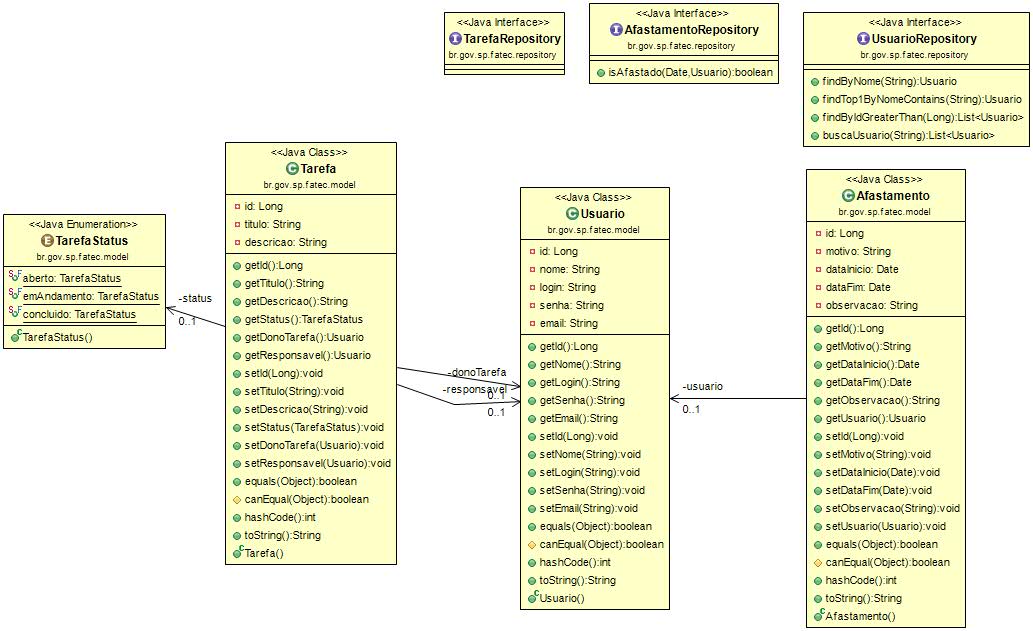 <<Java Interface>>
TarefaRepository
br.gov.sp.fatec.repository
<<Java Interface>>
AfastamentoRepository
br.gov.sp.fatec.repository
isAfastado(Date,Usuario):boolean
<<Java Interface>>
UsuarioRepository
br.gov.sp.fatec.repository
findByNome(String):Usuario
findTop1ByNomeContains(String):Usuario
findByIdGreaterThan(Long):List<Usuario>
buscaUsuario(String):List<Usuario>
<<Java Enumeration>>
TarefaStatus
br.gov.sp.fatec.model
aberto: TarefaStatus
emAndamento: TarefaStatus
concluido: TarefaStatus
TarefaStatus()
-status
0..1
<<Java Class>>
Tarefa
br.gov.sp.fatec.model
id: Long
titulo: String
descricao: String
getId():Long
getTitulo():String
getDescricao():String
getStatus():TarefaStatus
getDonoTarefa():Usuario
getResponsavel():Usuario
setId(Long):void
setTitulo(String):void
setDescricao(String):void
setStatus(TarefaStatus):void
setDonoTarefa(Usuario):void
setResponsavel(Usuario):void
equals(Object):boolean
canEqual(Object):boolean
hashCode():int
toString():String
Tarefa()
-donoTarefa
0..1
-responsavel
0..1
<<Java Class>>
Usuario
br.gov.sp.fatec.model
id: Long
nome: String
login: String
senha: String
email: String
getId():Long
getNome():String
getLogin():String
getSenha():String
getEmail():String
setId(Long):void
setNome(String):void
setLogin(String):void
setSenha(String):void
setEmail(String):void
equals(Object):boolean
canEqual(Object):boolean
hashCode():int
toString():String
Usuario()
-usuario
0..1
<<Java Class>>
Afastamento
br.gov.sp.fatec.model
id: Long
motivo: String
dataInicio: Date
dataFim: Date
observacao: String
getId():Long
getMotivo():String
getDataInicio():Date
getDataFim():Date
getObservacao():String
getUsuario():Usuario
setId(Long):void
setMotivo(String):void
setDataInicio(Date):void
setDataFim(Date):void
setObservacao(String):void
setUsuario(Usuario):void
equals(Object):boolean
canEqual(Object):boolean
hashCode():int
toString():String
Afastamento()